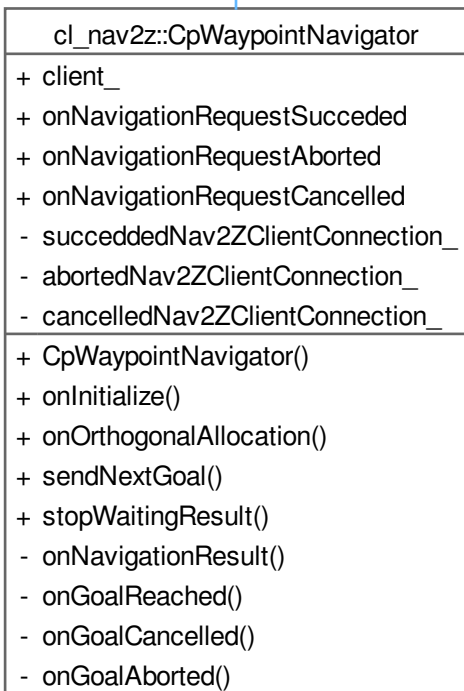 cl_nav2z::CpWaypointNavigator
+ client_
+ onNavigationRequestSucceded
+ onNavigationRequestAborted
+ onNavigationRequestCancelled
- succeddedNav2ZClientConnection_
- abortedNav2ZClientConnection_
- cancelledNav2ZClientConnection_
+ CpWaypointNavigator()
+ onInitialize()
+ onOrthogonalAllocation()
+ sendNextGoal()
+ stopWaitingResult()
- onNavigationResult()
- onGoalReached()
- onGoalCancelled()
- onGoalAborted()